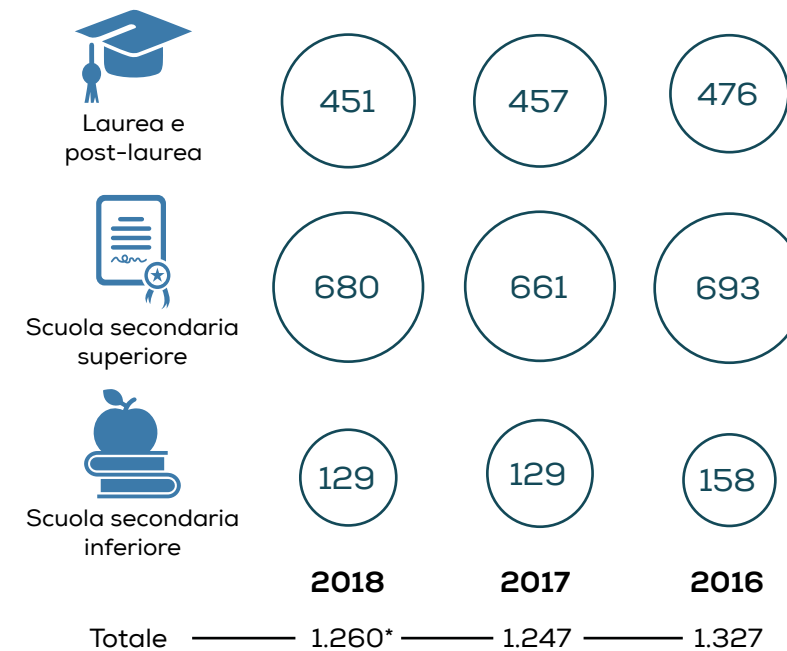 Laurea e
post-laurea
451 457 476
Scuola secondaria
superiore
680 661 693
Scuola secondaria
inferiore
129 129 158
2018 2017 2016
Totale 1.260* 1.247 1.327